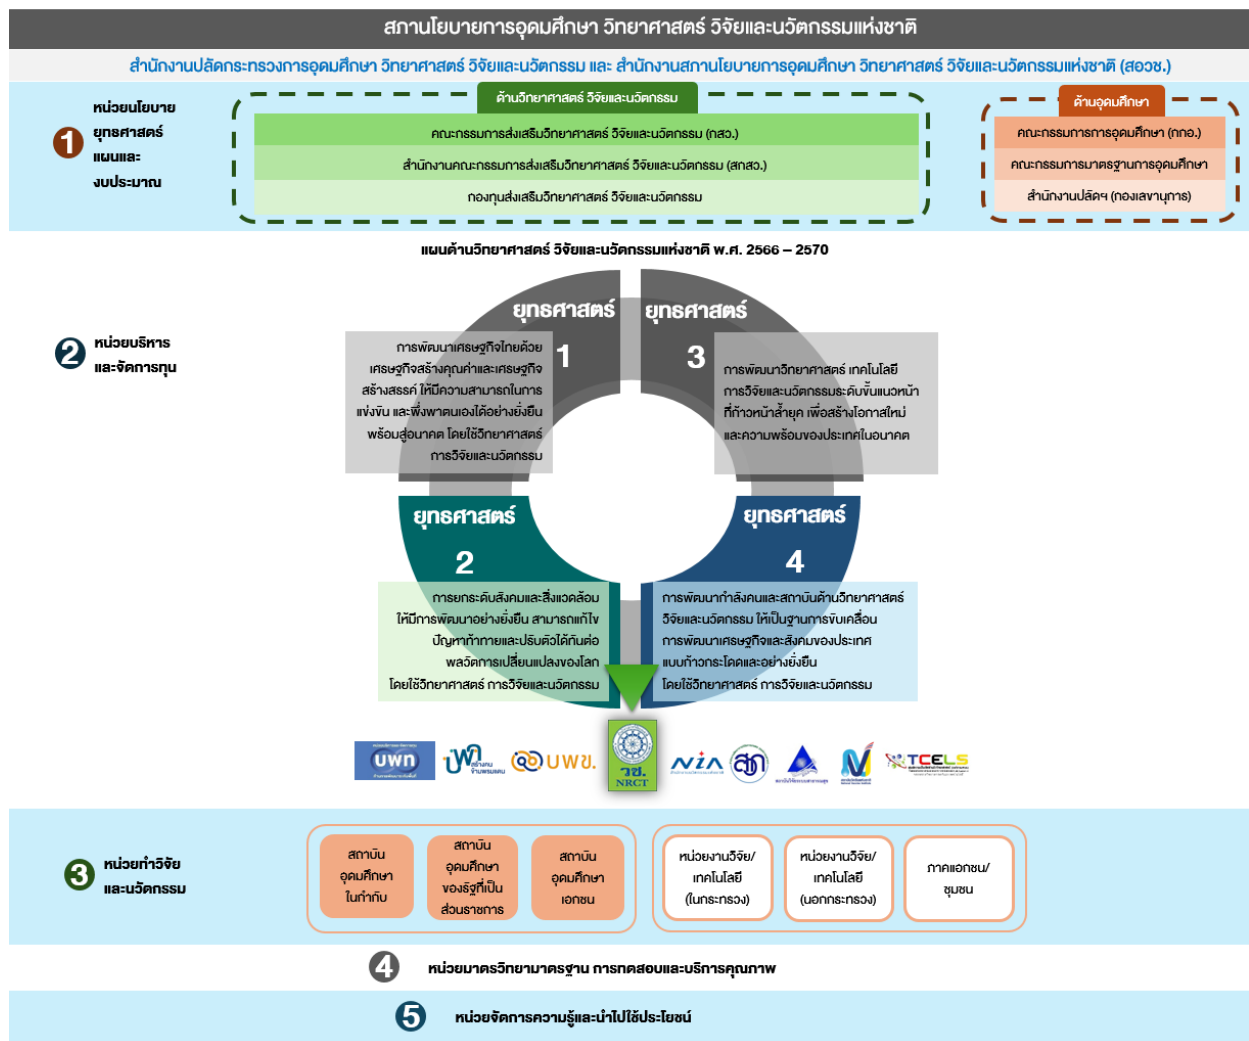 สภานโยบายการอุดมศึกษา วิทยาศาสตร์ วิจัยและนวัตกรรมแห่งชาติ
สำนักงานปลัดกระทรวงการอุดมศึกษา วิทยาศาสตร์ วิจัยและนวัตกรรม และ สำนักงานสภานโยบายการอุดมศึกษา วิทยาศาสตร์ วิจัยและนวัตกรรมแห่งชาติ (สอวช.)
1
หน่วยนโยบาย
ยุทธศาสตร์
แผนและ
งบประมาณ
ด้านวิทยาศาสตร์ วิจัยและนวัตกรรม
คณะกรรมการส่งเสริมวิทยาศาสตร์ วิจัยและนวัตกรรม (กสว.)
สำนักงานคณะกรรมการส่งเสริมวิทยาศาสตร์ วิจัยและนวัตกรรม (สกสว.)
กองทุนส่งเสริมวิทยาศาสตร์ วิจัยและนวัตกรรม
ด้านอุดมศึกษา
คณะกรรมการการอุดมศึกษา (กกอ.)
คณะกรรมการมาตรฐานการอุดมศึกษา
สำนักงานปลัดฯ (กองเลขานุการ)
แผนด้านวิทยาศาสตร์ วิจัยและนวัตกรรมแห่งชาติ พ.ศ. 2566 – 2570
2
หน่วยบริหาร
และจัดการทุน
ยุทธศาสตร์
1
การพัฒนาเศรษฐกิจไทยด้วย
เศรษฐกิจสร้างคุณค่าและเศรษฐกิจ
สร้างสรรค์ ให้มีความสามารถในการ
แข่งขัน และพึ่งพาตนเองได้อย่างยั่งยืน
พร้อมสู่อนาคต โดยใช้วิทยาศาสตร์
การวิจัยและนวัตกรรม
ยุทธศาสตร์
3
การพัฒนาวิทยาศาสตร์ เทคโนโลยี
การวิจัยและนวัตกรรมระดับขั้นแนวหน้า
ที่ก้าวหน้าล้ำยุค เพื่อสร้างโอกาสใหม่
และความพร้อมของประเทศในอนาคต
ยุทธศาสตร์
2
การยกระดับสังคมและสิ่งแวดล้อม
ให้มีการพัฒนาอย่างยั่งยืน สามารถแก้ไข
ปัญหาท้าทายและปรับตัวได้ทันต่อ
พลวัตการเปลี่ยนแปลงของโลก
โดยใช้วิทยาศาสตร์ การวิจัยและนวัตกรรม
ยุทธศาสตร์
4
การพัฒนากำลังคนและสถาบันด้านวิทยาศาสตร์
วิจัยและนวัตกรรม ให้เป็นฐานการขับเคลื่อน
การพัฒนาเศรษฐกิจและสังคมของประเทศ
แบบก้าวกระโดดและอย่างยั่งยืน
โดยใช้วิทยาศาสตร์ การวิจัยและนวัตกรรม
บพท
บพค
สร้างคน
ข้ามพรมแดน
บพข.
วช.
NRCT
NIA
สวก
สถาบันวิจัยระบบสาธารณสุข
TCELS
3
หน่วยทำวิจัย
และนวัตกรรม
สถาบัน
อุดมศึกษา
ในกำกับ
สถาบัน
อุดมศึกษา
ของรัฐที่เป็น
ส่วนราชการ
สถาบัน
อุดมศึกษา
เอกชน
หน่วยงานวิจัย/
เทคโนโลยี
(ในกระทรวง)
หน่วยงานวิจัย/
เทคโนโลยี
(นอกกระทรวง)
ภาคเอกชน/
ชุมชน
4
หน่วยมาตรวิทยามาตรฐาน การทดสอบและบริการคุณภาพ
5
หน่วยจัดการความรู้และนำไปใช้ประโยชน์